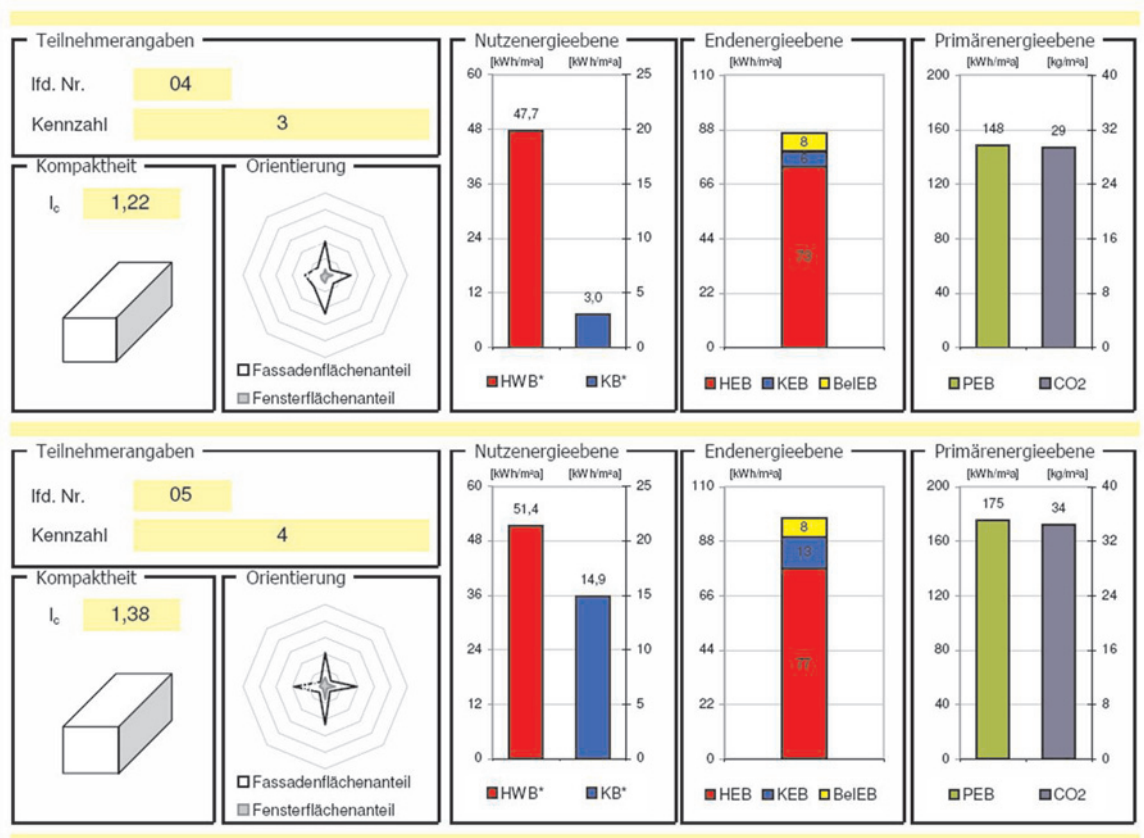 Teilnehmerangaben
lfd. Nr. 04
Kennzahl 3
Kompaktheit
lc 1,22
Orientierung
Fassadenflächenanteil
Fensterflächenanteil
Nutzenergieebene
[kWh/m²a] [kWh/m²a]
60 25
48 20
36 15
24 10
12 5
0 0
47,7
3,0
HWB* KB*
Endenergieebene
[kWh/m²a]
110
88
66
44
22
0
8
6
HEB KEB BelEB
Primärenergieebene
[kWh/m²a] [kg/m²a]
200 40
160 32
120 24
80 16
40 8
0 0
148 29
PEB CO2
Teilnehmerangaben
lfd. Nr. 05
Kennzahl 4
Kompaktheit
lc 1,38
Orientierung
Fassadenflächenanteil
Fensterflächenanteil
Nutzenergieebene
[kWh/m²a] [kWh/m²a]
60 25
48 20
36 15
24 10
12 5
0 0
51,4
14,9
HWB* KB*
Endenergieebene
[kWh/m²a]
110
88
66
44
22
0
8
13
77
HEB KEB BelEB
Primärenergieebene
[kWh/m²a] [kg/m²a]
200 40
160 32
120 24
80 16
40 8
0 0
175 34
PEB CO2